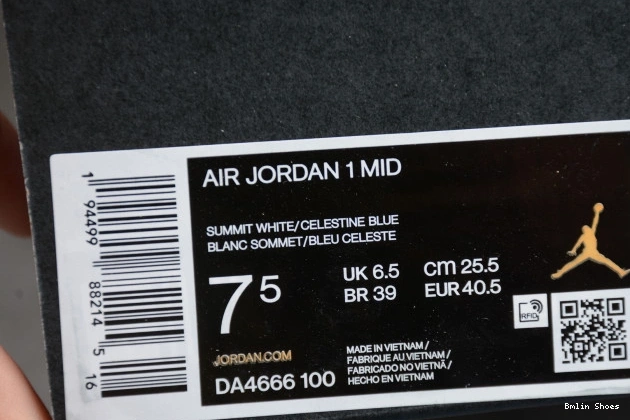 AIR JORDAN 1 MID
SUMMIT WHITE/CELESTINE BLUE
BLANC SOMMET/BLEU CELESTE
7 5
UK 6.5 cm 25.5
BR 39 EUR 40.5
RFID
JORDAN.COM
DA4666 100
MADE IN VIETNAM/
FABRIQUE AU VIETNAM/
FABRICADO NO VIETNÃ/
HECHO EN VIETNAM
1 94499 88214 5 16
Bmlin Shoes